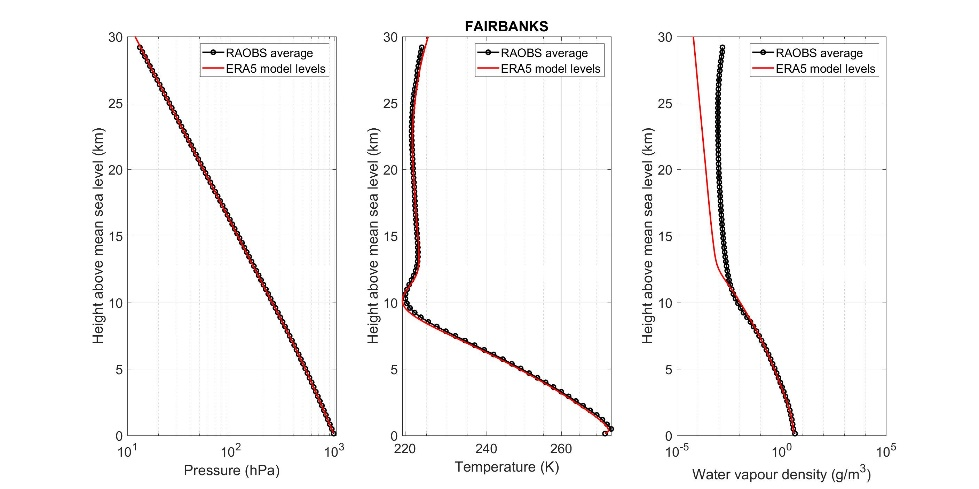 FAIRBANKS
30
25
20
15
10
5
0
Height above mean sea level (km)
RAOBS average
ERA5 model levels
10^1 10^2 10^3
Pressure (hPa)
30
25
20
15
10
5
0
Height above mean sea level (km)
RAOBS average
ERA5 model levels
220 240 260
Temperature (K)
30
25
20
15
10
5
0
Height above mean sea level (km)
RAOBS average
ERA5 model levels
10^-5 10^0 10^5
Water vapour density (g/m^3)